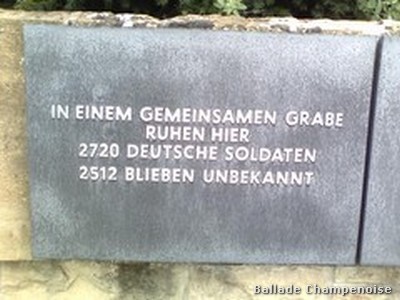 IN EINEM GEMEINSAMEN GRABE
RUHEN HIER
2720 DEUTSCHE SOLDATEN
2512 BLIEBEN UNBEKANNT
Ballade Champenoise